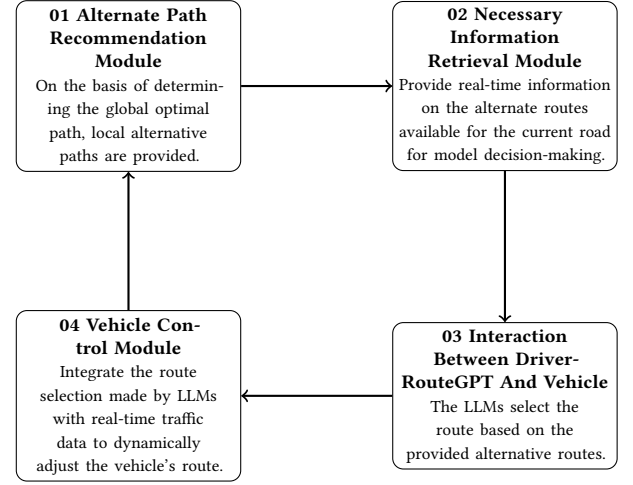 01 Alternate Path
Recommendation
Module
On the basis of determin-
ing the global optimal
path, local alternative
paths are provided.
02 Necessary
Information
Retrieval Module
Provide real-time information
on the alternate routes
available for the current road
for model decision-making.
03 Interaction
Between Driver-
RouteGPT And Vehicle
The LLMs select the
route based on the
provided alternative routes.
04 Vehicle Con-
trol Module
Integrate the route
selection made by LLMs
with real-time traffic
data to dynamically
adjust the vehicle's route.